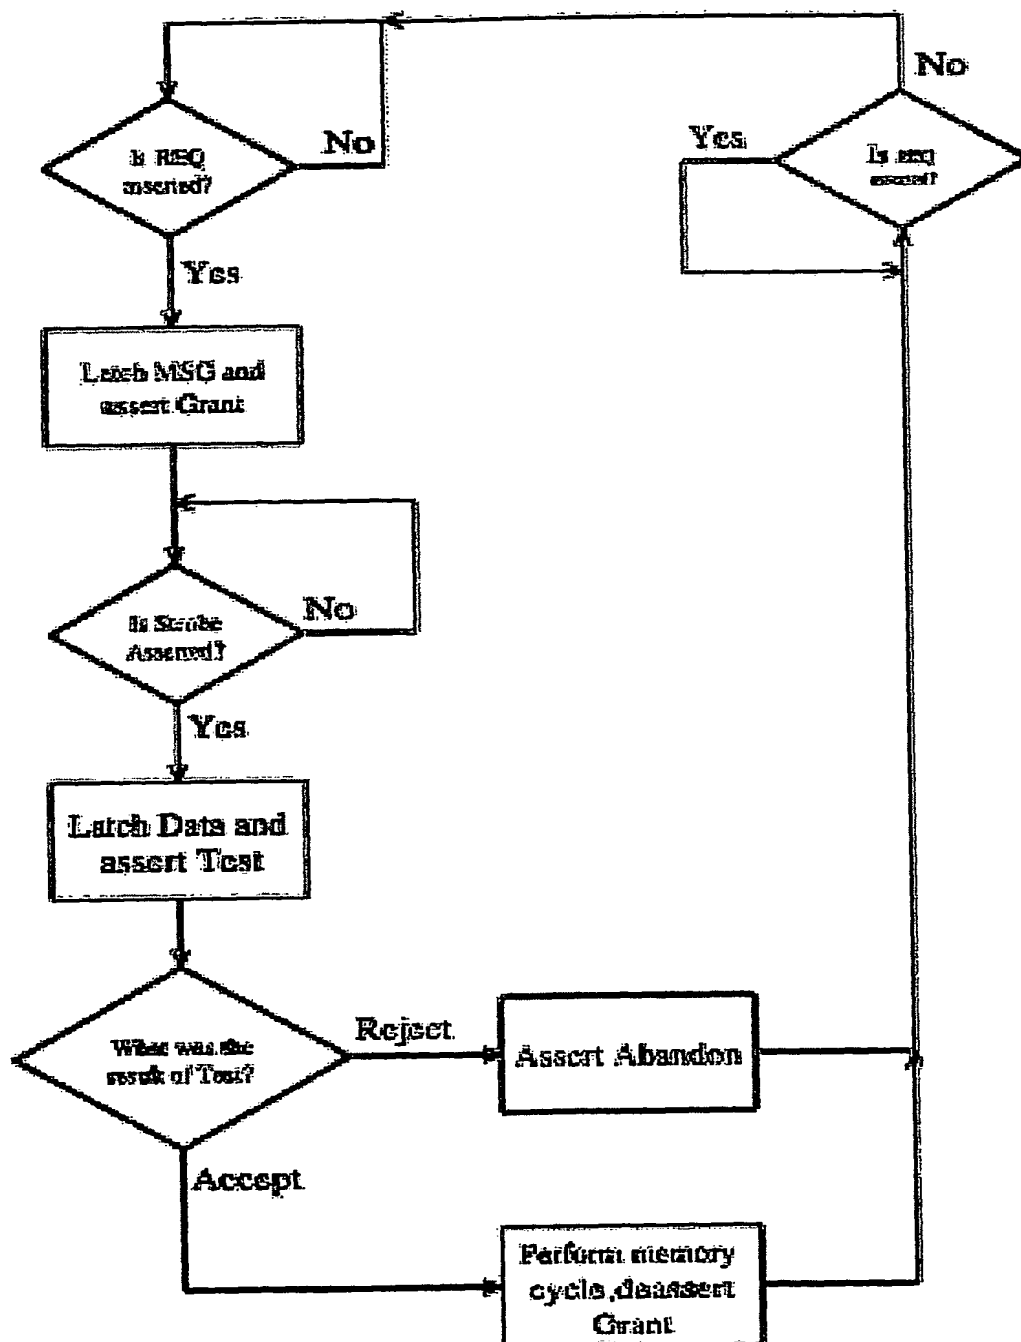 No
Yes
Is REQ
asserted?
No
Is req
Yes
Latch MSG and
assert Grant
Is Strobe
Asserted?
No
Yes
Latch Data and
assert Test
What was the
result of Test?
Reject
Assert Abandon
Accept
Perform memory
cycle, deassert
Grant